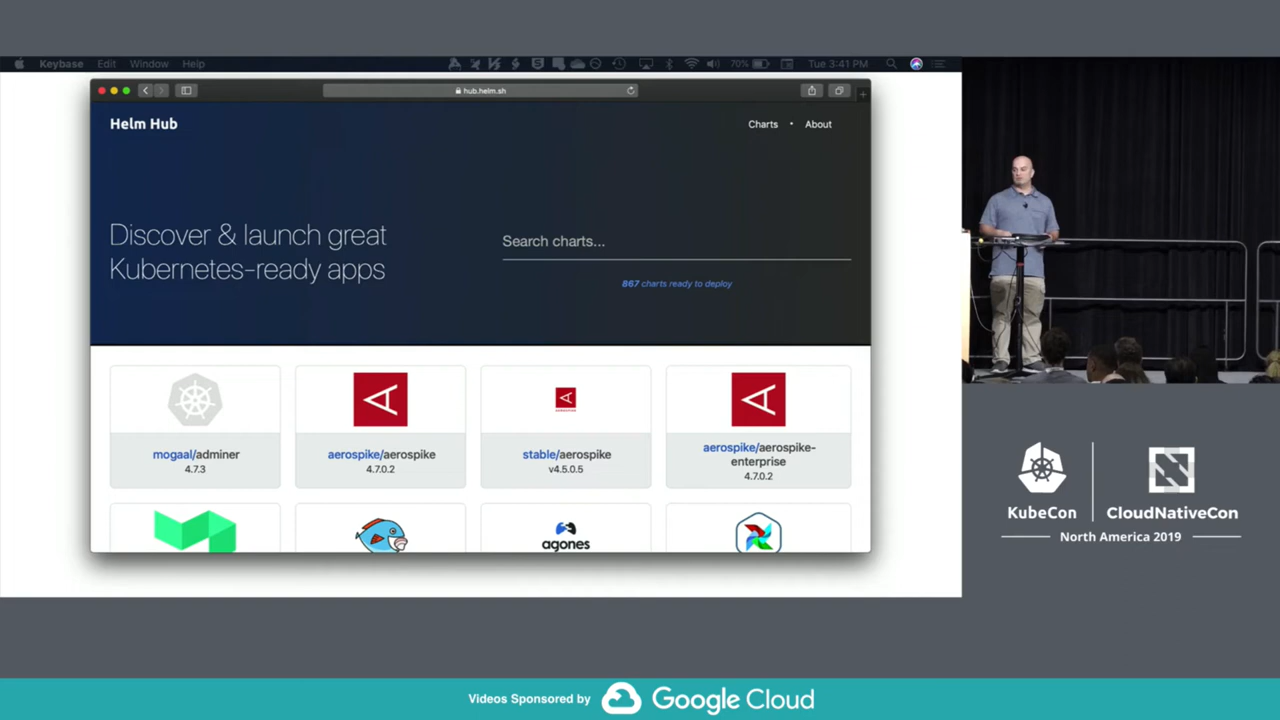 Keybase Edit Window Help
70% Tue 3:41 PM
hub.helm.sh
Helm Hub
Charts • About
Discover & launch great
Kubernetes-ready apps
Search charts...
867 charts ready to deploy
mogaal/adminer
4.7.3
aerospike/aerospike
4.7.0.2
stable/aerospike
v4.5.0.5
aerospike/aerospike-
enterprise
4.7.0.2
agones
KubeCon
CloudNativeCon
North America 2019
Videos Sponsored by Google Cloud